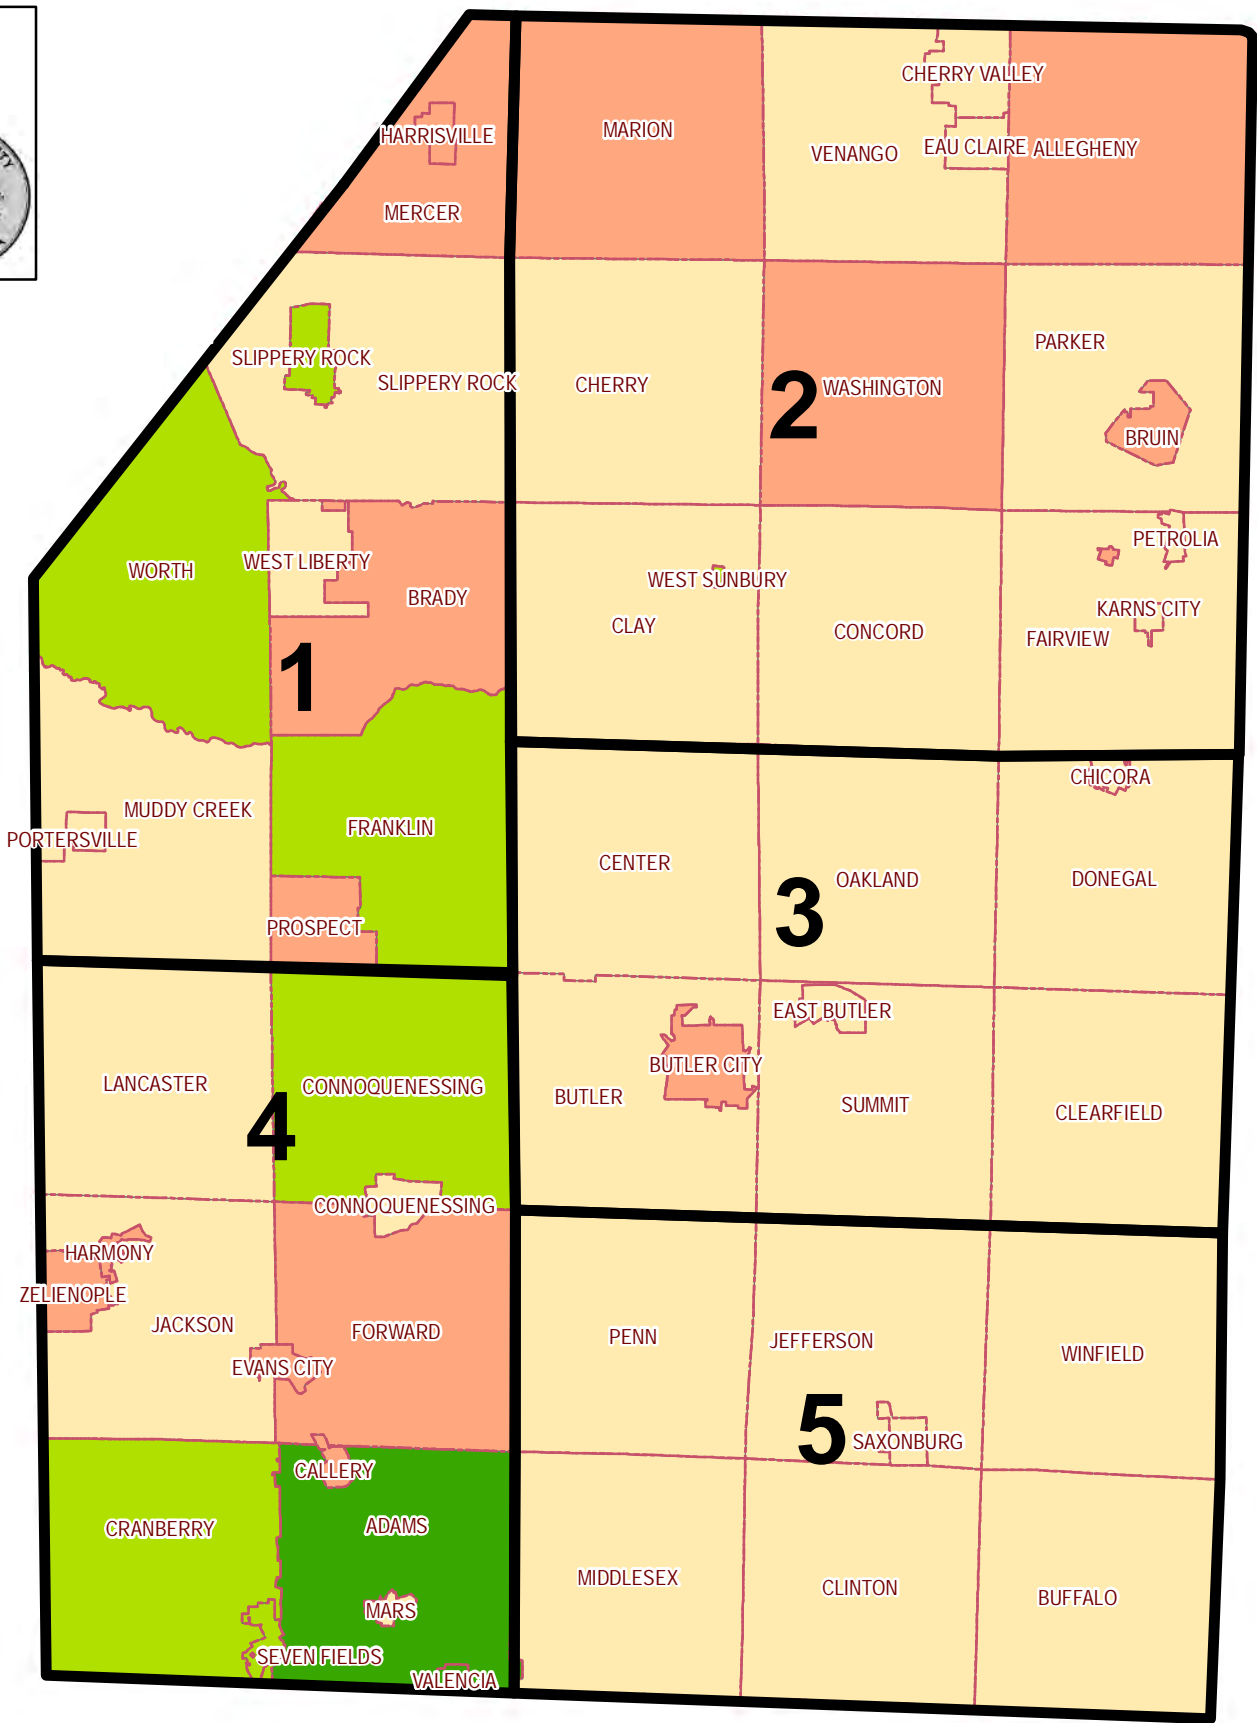 CHERRY VALLEY
HARRISVILLE
MARION
VENANGO
EAU CLAIRE
ALLEGHENY
MERCER
SLIPPERY ROCK
SLIPPERY ROCK
CHERRY
2
WASHINGTON
PARKER
BRUIN
WORTH
WEST LIBERTY
BRADY
WEST SUNBURY
CLAY
CONCORD
PETROLIA
KARNS CITY
FAIRVIEW
1
MUDDY CREEK
PORTERSVILLE
FRANKLIN
PROSPECT
CENTER
3
OAKLAND
CHICORA
DONEGAL
EAST BUTLER
BUTLER CITY
BUTLER
SUMMIT
CLEARFIELD
LANCASTER
CONNOQUENESSING
4
CONNOQUENESSING
HARMONY
ZELIENOPLE
JACKSON
FORWARD
EVANS CITY
PENN
JEFFERSON
WINFIELD
5
SAXONBURG
CALLERY
CRANBERRY
ADAMS
MARS
MIDDLESEX
CLINTON
BUFFALO
SEVEN FIELDS
VALENCIA